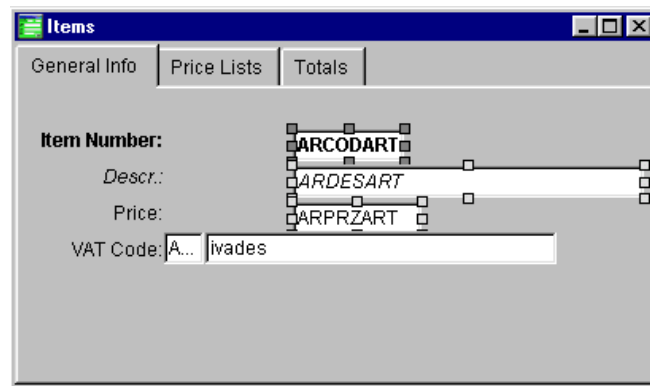 Items
General Info Price Lists Totals
Item Number: ARCODART
Descr.: ARDESART
Price: ARPRZART
VAT Code: A... ivades